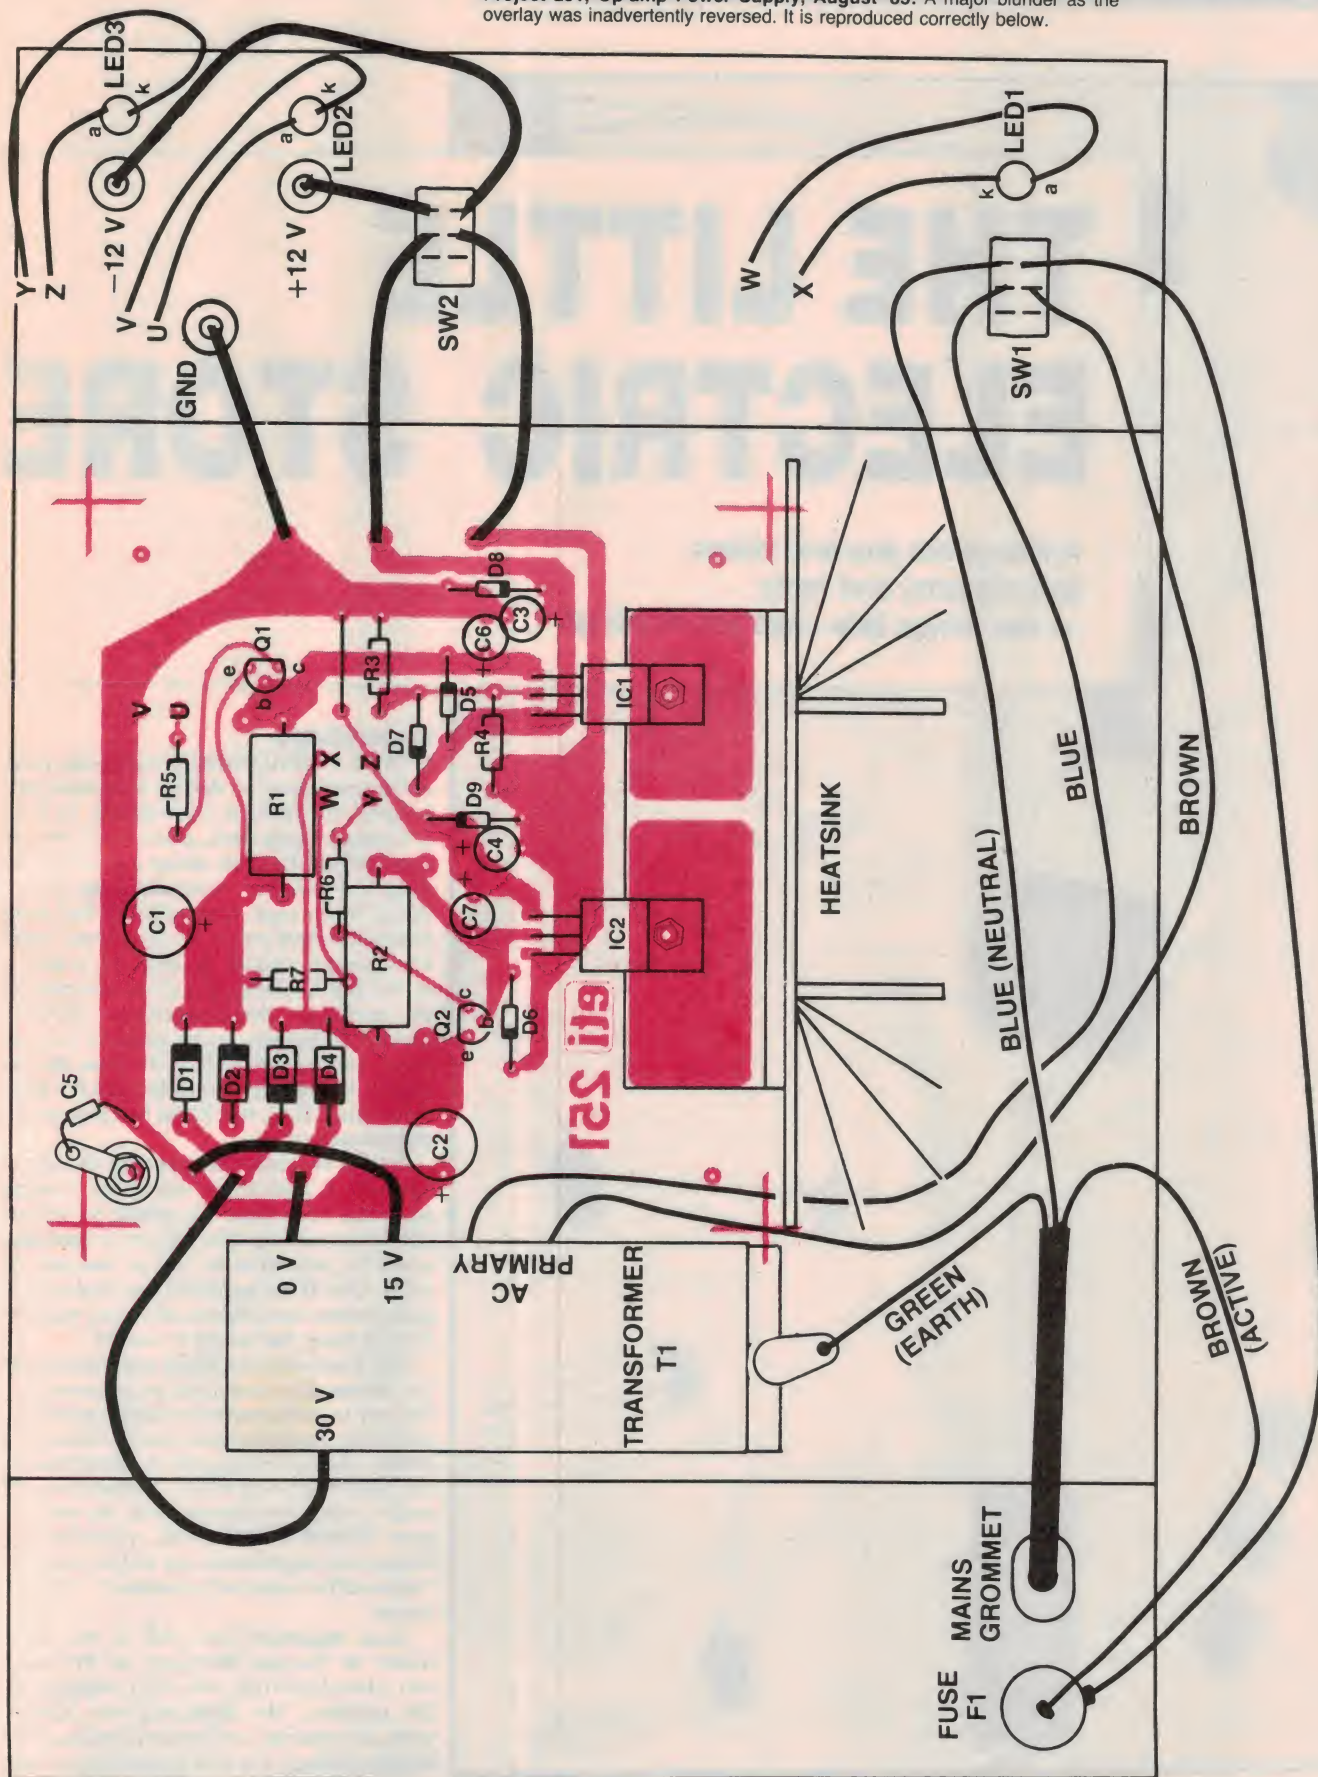 Project 251, Op-amp Power Supply, August '85: A major blunder as the
overlay was inadvertently reversed. It is reproduced correctly below.
LED3
a
k
-12 V
Y
Z
LED2
a
k
+12 V
V
U
GND
SW2
LED1
k
a
W
X
SW1
D8
C3
+
C6
+
Q1
e
b
c
R3
D5
D7
R4
IC1
V
U
R5
R1
X
W
Z
Y
D9
C4
+
R6
C7
+
IC2
C1
+
R7
R2
Q2
e
b
c
D6
D1
D2
D3
D4
C5
C2
+
eti 251
HEATSINK
BLUE
BROWN
BLUE (NEUTRAL)
0 V
15 V
30 V
AC
PRIMARY
TRANSFORMER
T1
GREEN
(EARTH)
BROWN
(ACTIVE)
MAINS
GROMMET
FUSE
F1